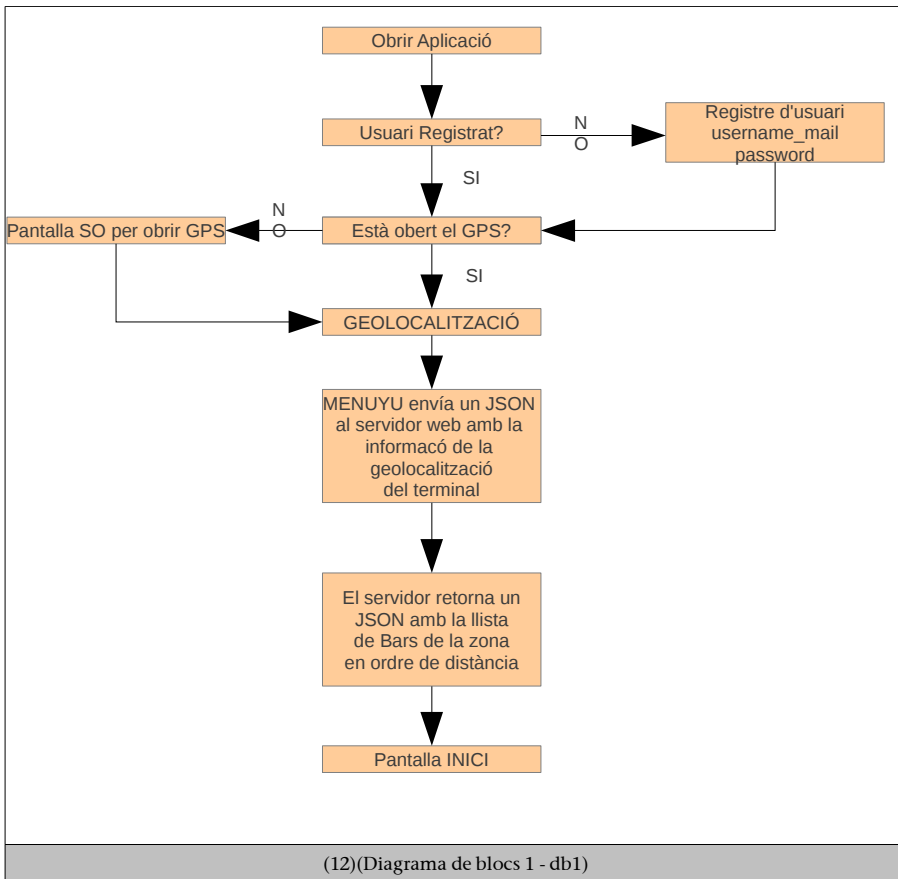 Obrir Aplicació
Usuari Registrat?
N
O
Registre d'usuari
username_mail
password
SI
Pantalla SO per obrir GPS
N
O
Està obert el GPS?
SI
GEOLOCALITZACIÓ
MENUYU envía un JSON
al servidor web amb la
informacó de la
geolocalització
del terminal
El servidor retorna un
JSON amb la llista
de Bars de la zona
en ordre de distància
Pantalla INICI
(12)(Diagrama de blocs 1 - db1)